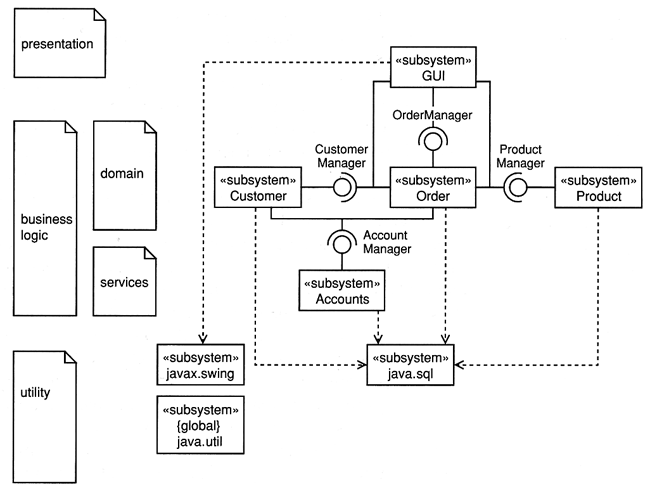 presentation
«subsystem»
GUI
OrderManager
Customer
Manager
Product
Manager
«subsystem»
Customer
«subsystem»
Order
«subsystem»
Product
business
logic
domain
services
Account
Manager
«subsystem»
Accounts
utility
«subsystem»
javax.swing
«subsystem»
java.sql
«subsystem»
{global}
java.util